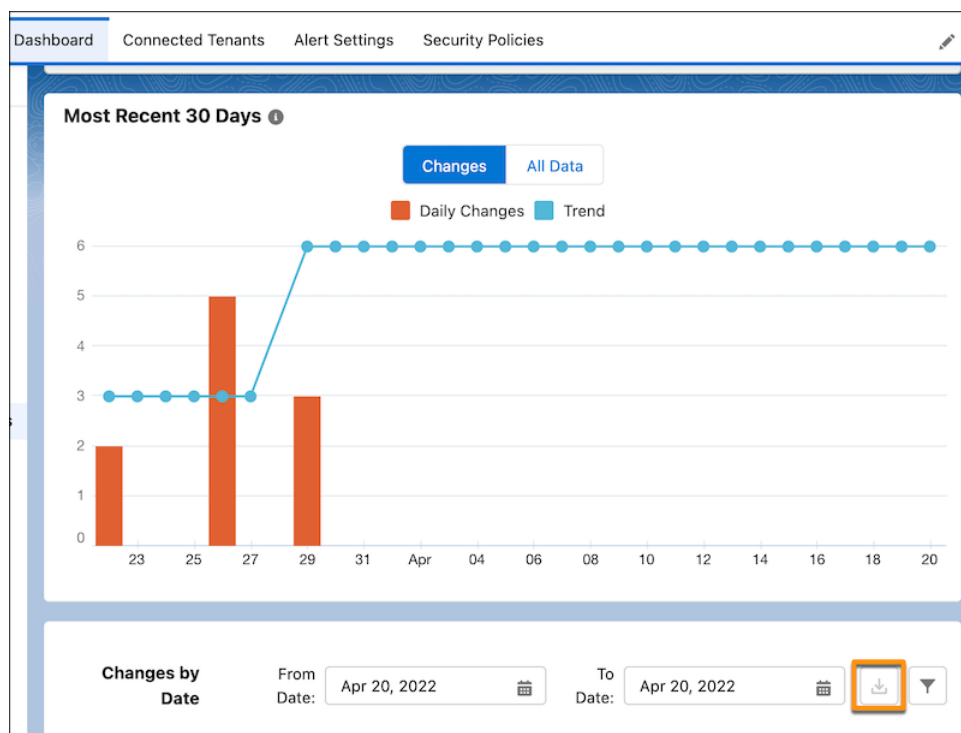 Dashboard Connected Tenants Alert Settings Security Policies
Most Recent 30 Days
Changes All Data
Daily Changes Trend
6
5
4
3
2
1
0
23 25 27 29 31 Apr 04 06 08 10 12 14 16 18 20
Changes by Date
From Date: Apr 20, 2022
To Date: Apr 20, 2022